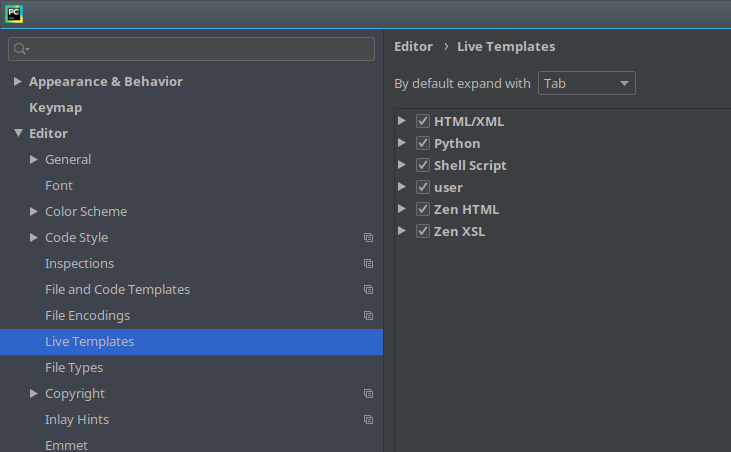 PC
Appearance & Behavior
Keymap
Editor
General
Font
Color Scheme
Code Style
Inspections
File and Code Templates
File Encodings
Live Templates
File Types
Copyright
Inlay Hints
Emmet
Editor › Live Templates
By default expand with Tab
HTML/XML
Python
Shell Script
user
Zen HTML
Zen XSL